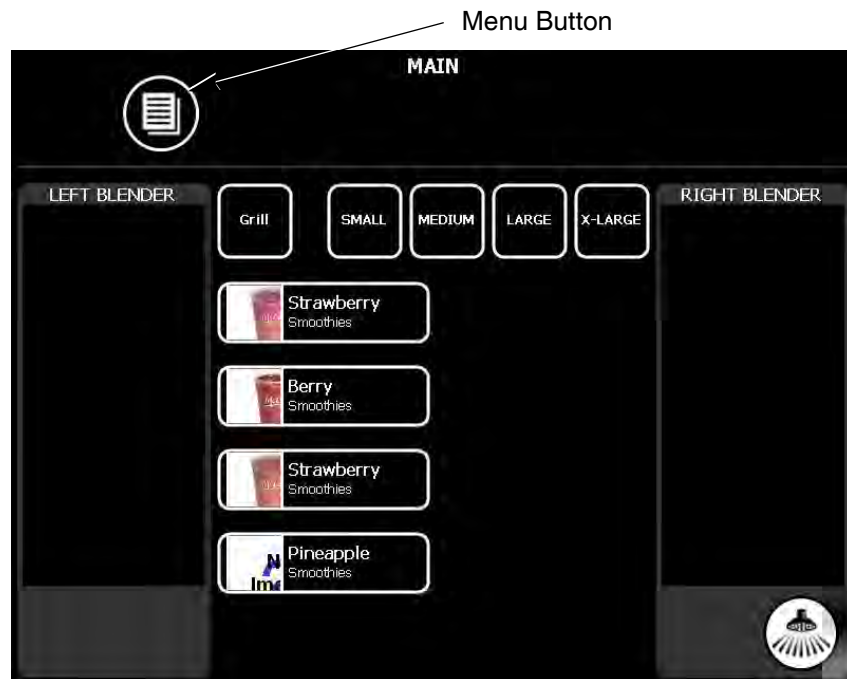 Menu Button
MAIN
LEFT BLENDER
Grill
SMALL
MEDIUM
LARGE
X-LARGE
RIGHT BLENDER
Strawberry
Smoothies
Berry
Smoothies
Strawberry
Smoothies
N
Pineapple
Smoothies